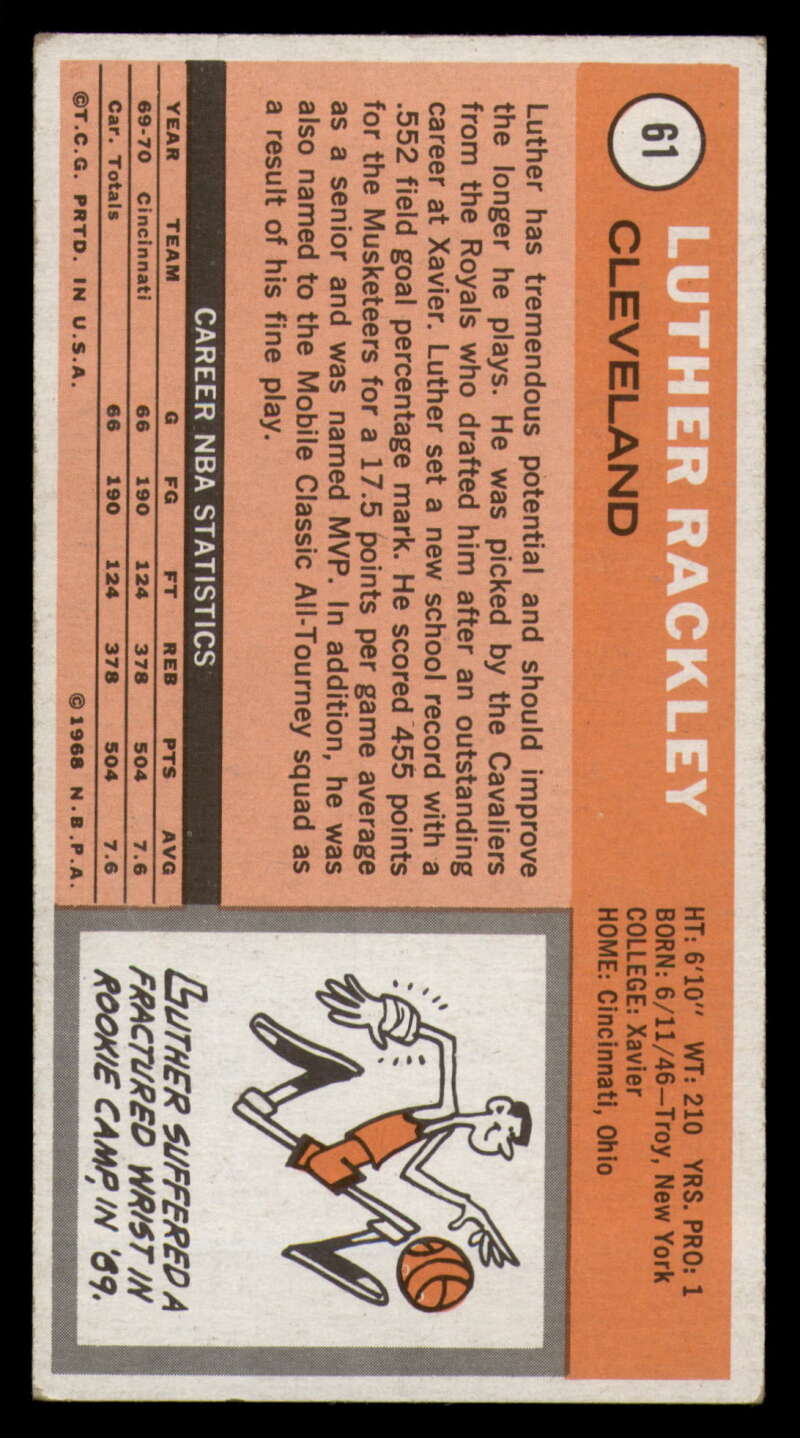 61
LUTHER RACKLEY
CLEVELAND
HT: 6'10" WT: 210 YRS. PRO: 1
BORN: 6/11/46—Troy, New York
COLLEGE: Xavier
HOME: Cincinnati, Ohio
Luther has tremendous potential and should improve
the longer he plays. He was picked by the Cavaliers
from the Royals who drafted him after an outstanding
career at Xavier. Luther set a new school record with a
.552 field goal percentage mark. He scored 455 points
for the Musketeers for a 17.5 points per game average
as a senior and was named MVP. In addition, he was
also named to the Mobile Classic All-Tourney squad as
a result of his fine play.
CAREER NBA STATISTICS
YEAR TEAM G FG FT REB PTS AVG
69-70 Cincinnati 66 190 124 378 504 7.6
Car. Totals 66 190 124 378 504 7.6
©T.C.G. PRTD. IN U.S.A. ©1968 N.B.P.A.
LUTHER SUFFERED A
FRACTURED WRIST IN
ROOKIE CAMP, IN '69.